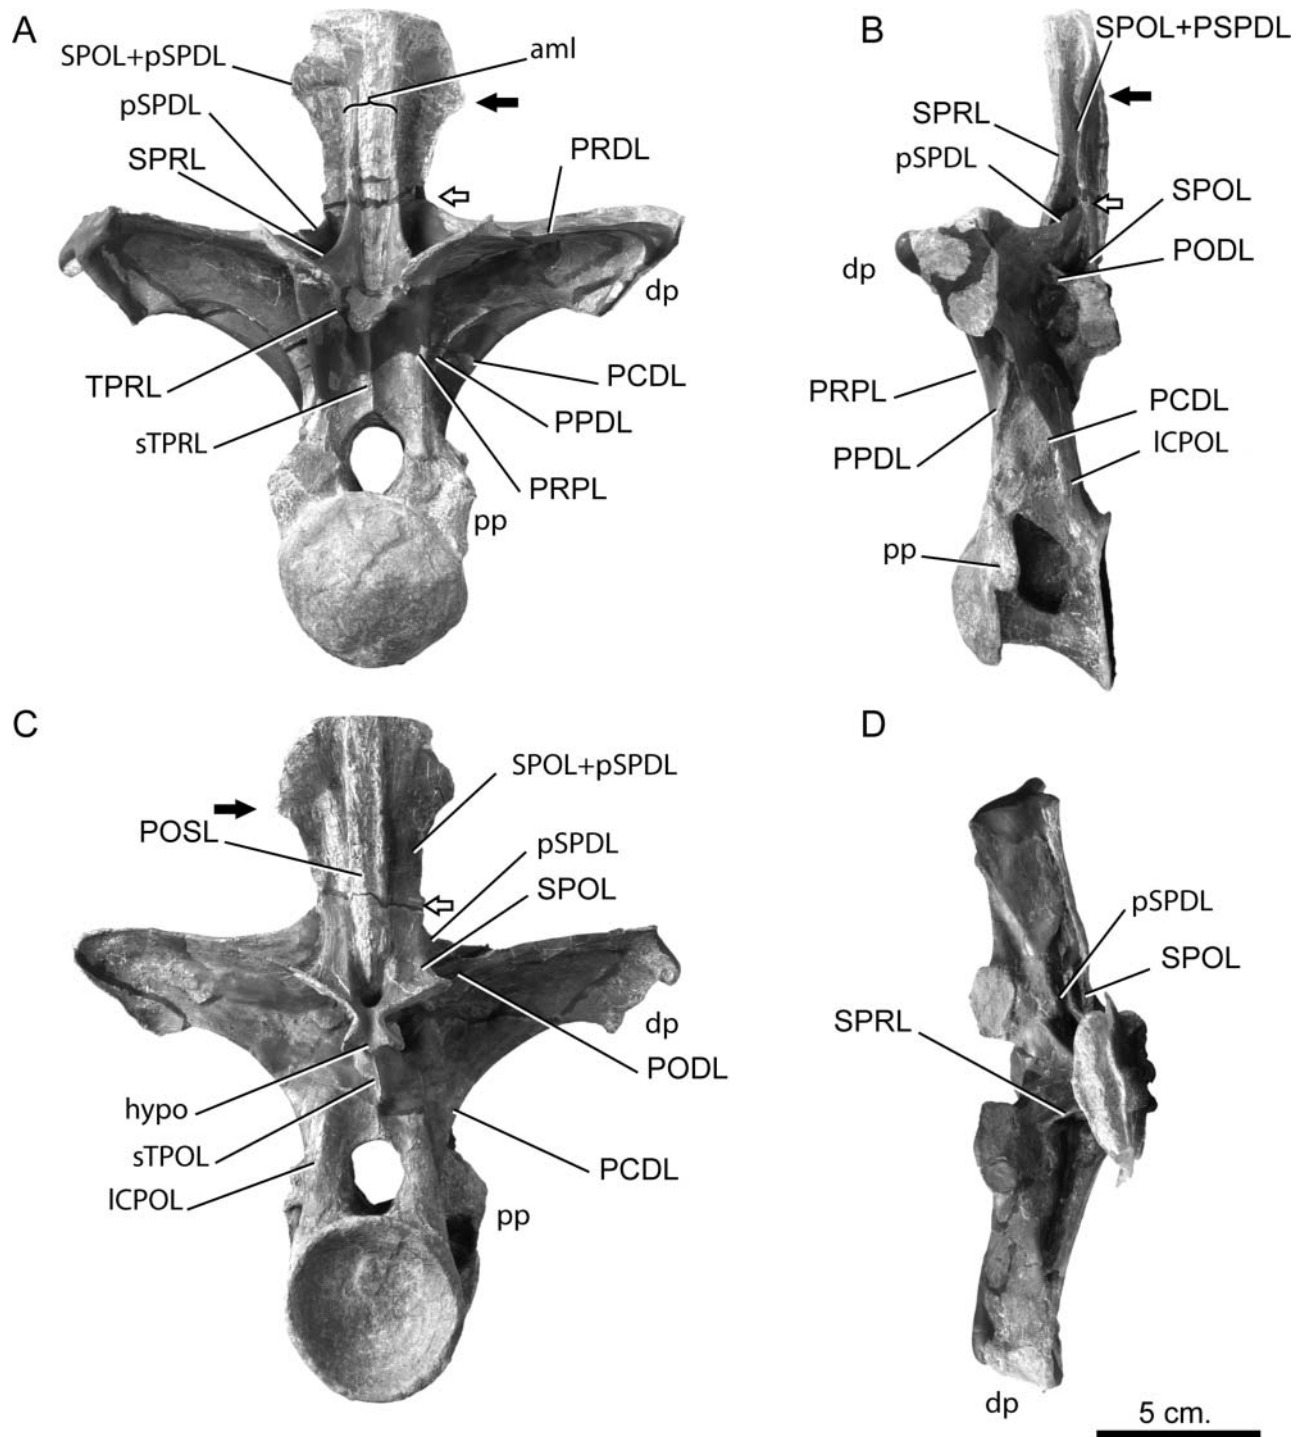 A
SPOL+pSPDL
aml
pSPDL
SPRL
PRDL
dp
TPRL
PCDL
sTPRL
PPDL
PRPL
pp
B
SPOL+PSPDL
SPRL
pSPDL
SPOL
PODL
dp
PRPL
PCDL
PPDL
lCPOL
pp
C
SPOL+pSPDL
POSL
pSPDL
SPOL
dp
PODL
hypo
sTPOL
PCDL
lCPOL
pp
D
pSPDL
SPOL
SPRL
dp
5 cm.